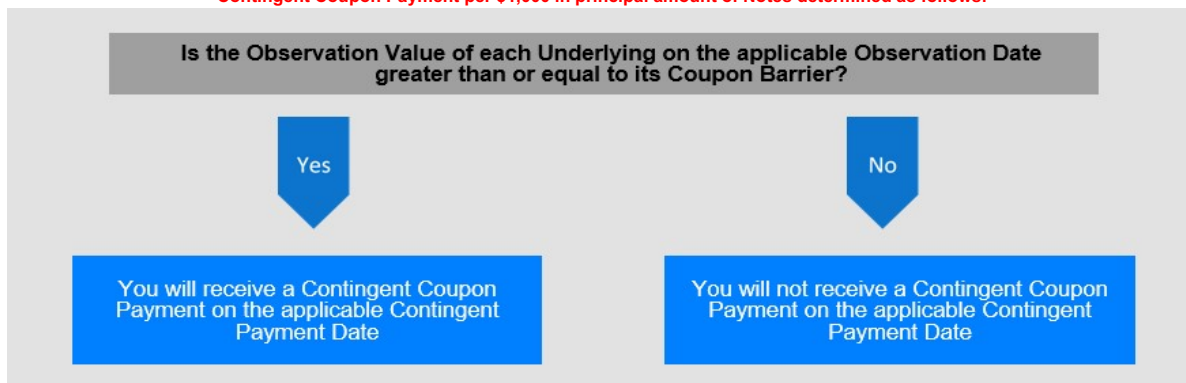 Contingent Coupon Payment per $1,000 in principal amount of Notes determined as follows:
Is the Observation Value of each Underlying on the applicable Observation Date
greater than or equal to its Coupon Barrier?
Yes
No
You will receive a Contingent Coupon
Payment on the applicable Contingent
Payment Date
You will not receive a Contingent Coupon
Payment on the applicable Contingent
Payment Date